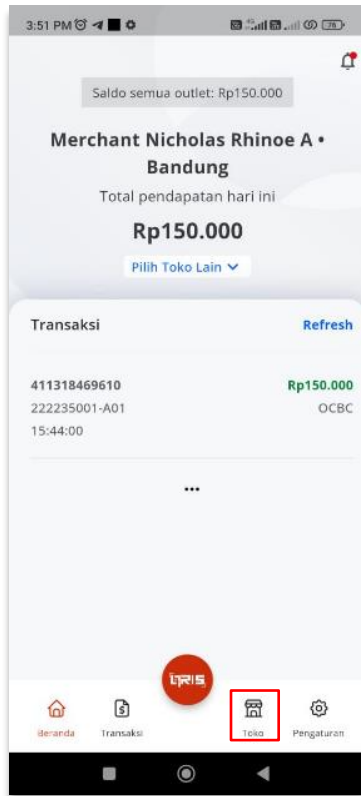 3:51 PM
76
Saldo semua outlet: Rp150.000
Merchant Nicholas Rhinoe A •
Bandung
Total pendapatan hari ini
Rp150.000
Pilih Toko Lain
Transaksi Refresh
411318469610 Rp150.000
222235001-A01 OCBC
15:44:00
...
QRIS
Beranda Transaksi Toko Pengaturan